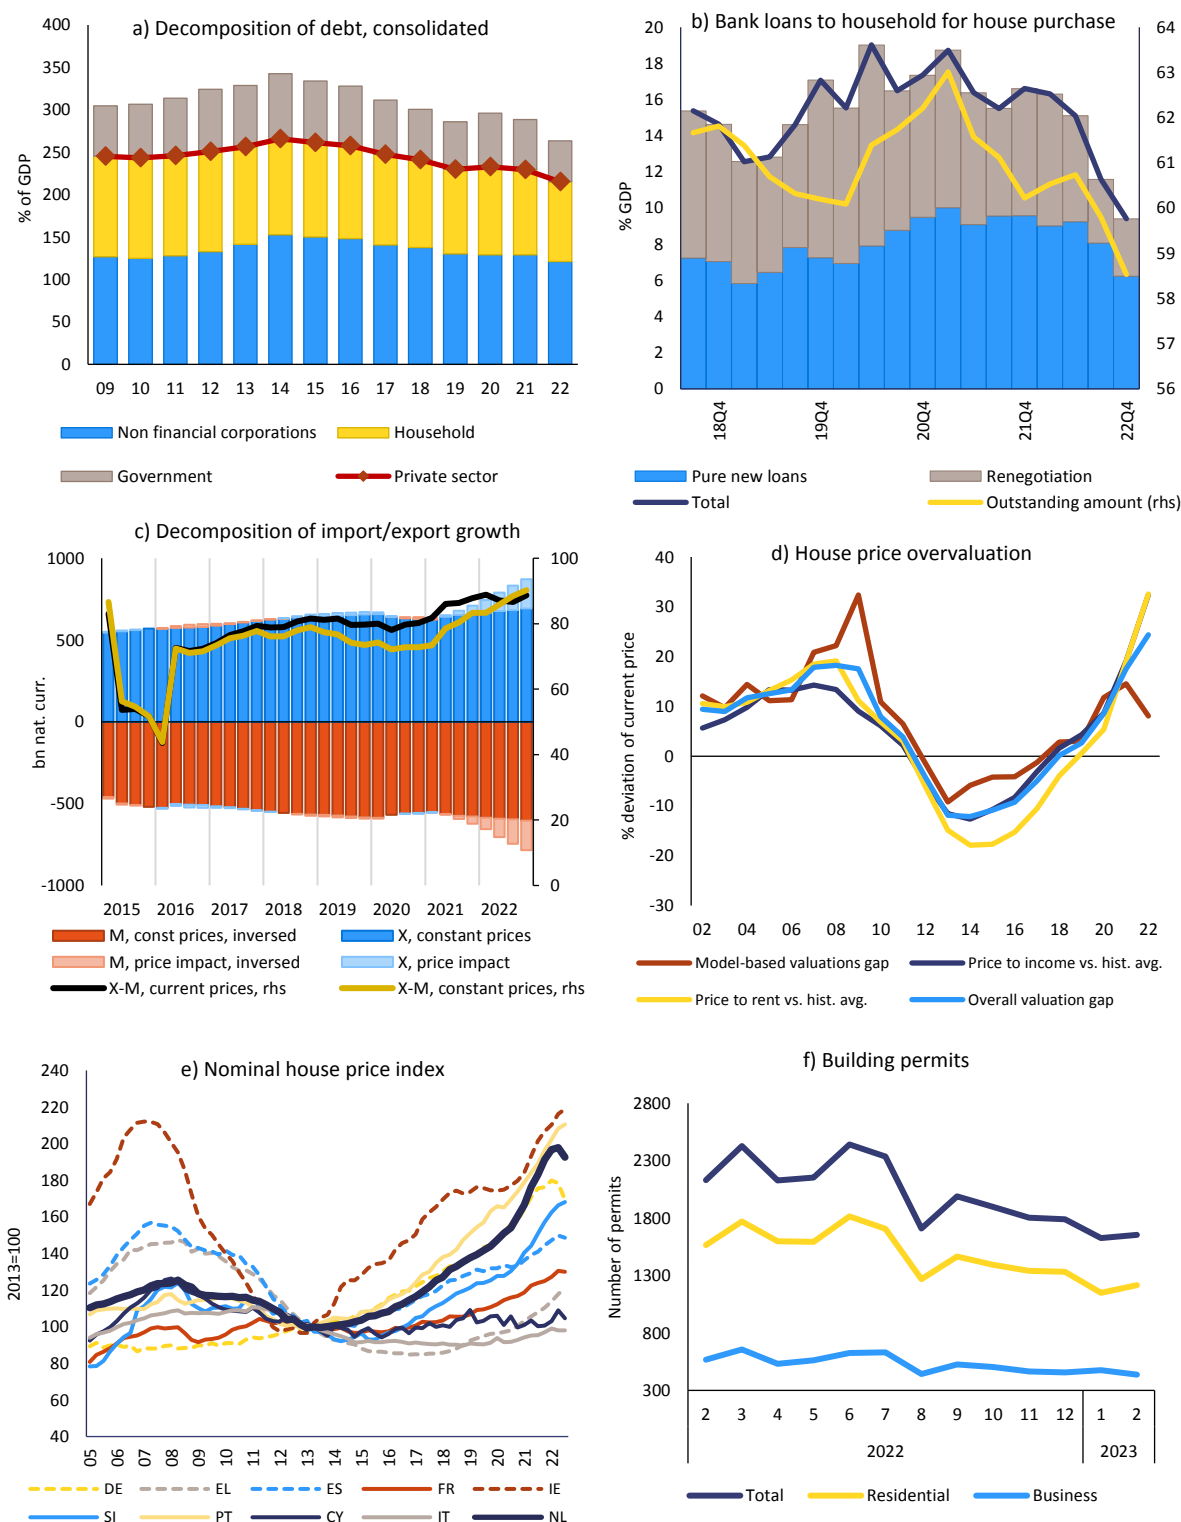 a) Decomposition of debt, consolidated
400
350
300
250
200
150
100
50
0
% of GDP
09 10 11 12 13 14 15 16 17 18 19 20 21 22
Non financial corporations
Household
Government
Private sector
b) Bank loans to household for house purchase
20
18
16
14
12
10
8
6
4
2
0
% GDP
64
63
62
61
60
59
58
57
56
18Q4 19Q4 20Q4 21Q4 22Q4
Pure new loans
Renegotiation
Total
Outstanding amount (rhs)
c) Decomposition of import/export growth
1000
500
0
-500
-1000
bn nat. curr.
100
80
60
40
20
0
2015 2016 2017 2018 2019 2020 2021 2022
M, const prices, inversed
X, constant prices
M, price impact, inversed
X, price impact
X-M, current prices, rhs
X-M, constant prices, rhs
d) House price overvaluation
40
30
20
10
0
-10
-20
-30
% deviation of current price
02 04 06 08 10 12 14 16 18 20 22
Model-based valuations gap
Price to income vs. hist. avg.
Price to rent vs. hist. avg.
Overall valuation gap
e) Nominal house price index
240
220
200
180
160
140
120
100
80
60
40
2013=100
05 06 07 08 09 10 11 12 13 14 15 16 17 18 19 20 21 22
DE EL ES FR IE
SI PT CY IT NL
f) Building permits
2800
2300
1800
1300
800
300
Number of permits
2 3 4 5 6 7 8 9 10 11 12 1 2
2022 2023
Total Residential Business